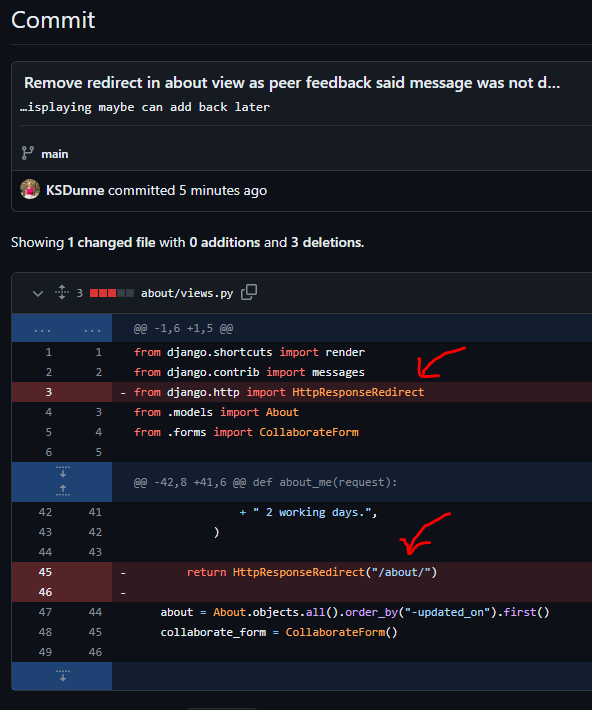 Commit
Remove redirect in about view as peer feedback said message was not d...
...isplaying maybe can add back later
main
KSDunne committed 5 minutes ago
Showing 1 changed file with 0 additions and 3 deletions.
3 about/views.py
... ... @@ -1,6 +1,5 @@
1 1 from django.shortcuts import render
2 2 from django.contrib import messages
3 - from django.http import HttpResponseRedirect
4 3 from .models import About
5 4 from .forms import CollaborateForm
6 5
@@ -42,8 +41,6 @@ def about_me(request):
42 41 + " 2 working days.",
43 42 )
44 43
45 - return HttpResponseRedirect("/about/")
46 -
47 44 about = About.objects.all().order_by("-updated_on").first()
48 45 collaborate_form = CollaborateForm()
49 46